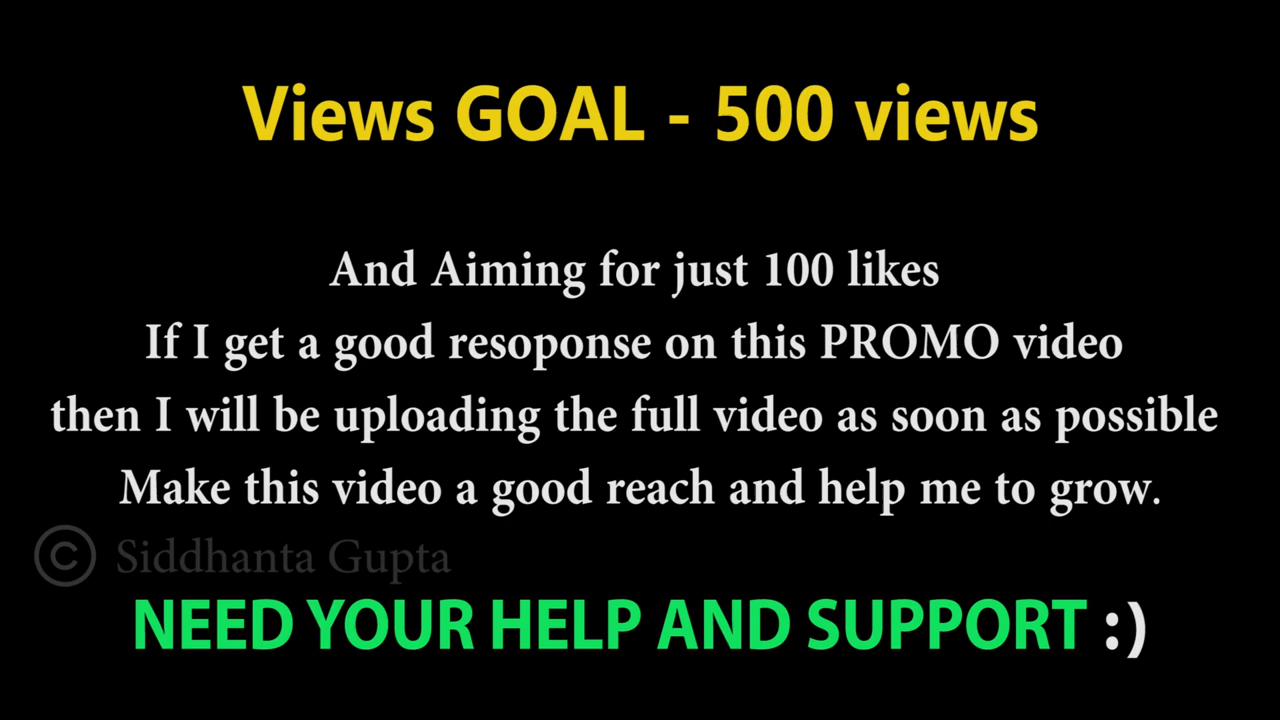 Views GOAL - 500 views
And Aiming for just 100 likes
If I get a good resoponse on this PROMO video
then I will be uploading the full video as soon as possible
Make this video a good reach and help me to grow.
© Siddhanta Gupta
NEED YOUR HELP AND SUPPORT :)